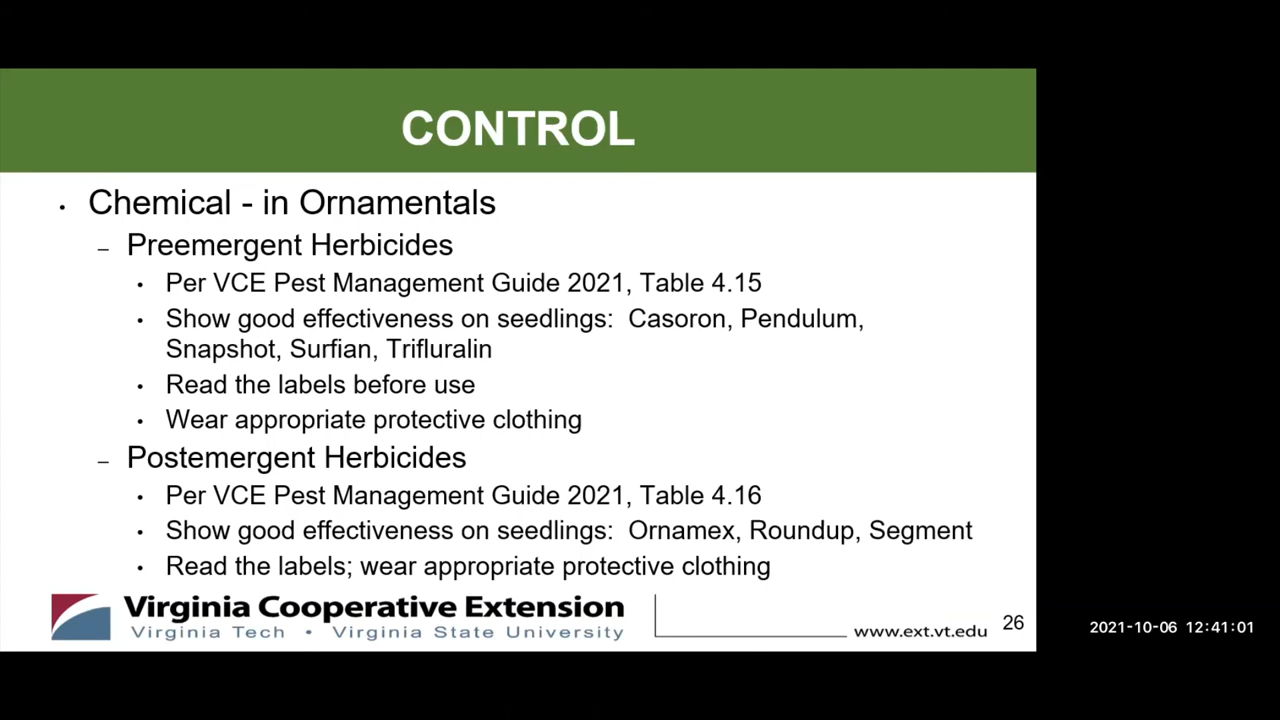 CONTROL
• Chemical - in Ornamentals
– Preemergent Herbicides
• Per VCE Pest Management Guide 2021, Table 4.15
• Show good effectiveness on seedlings: Casoron, Pendulum,
Snapshot, Surfian, Trifluralin
• Read the labels before use
• Wear appropriate protective clothing
– Postemergent Herbicides
• Per VCE Pest Management Guide 2021, Table 4.16
• Show good effectiveness on seedlings: Ornamex, Roundup, Segment
• Read the labels; wear appropriate protective clothing
Virginia Cooperative Extension
Virginia Tech • Virginia State University
www.ext.vt.edu
26
2021-10-06 12:41:01